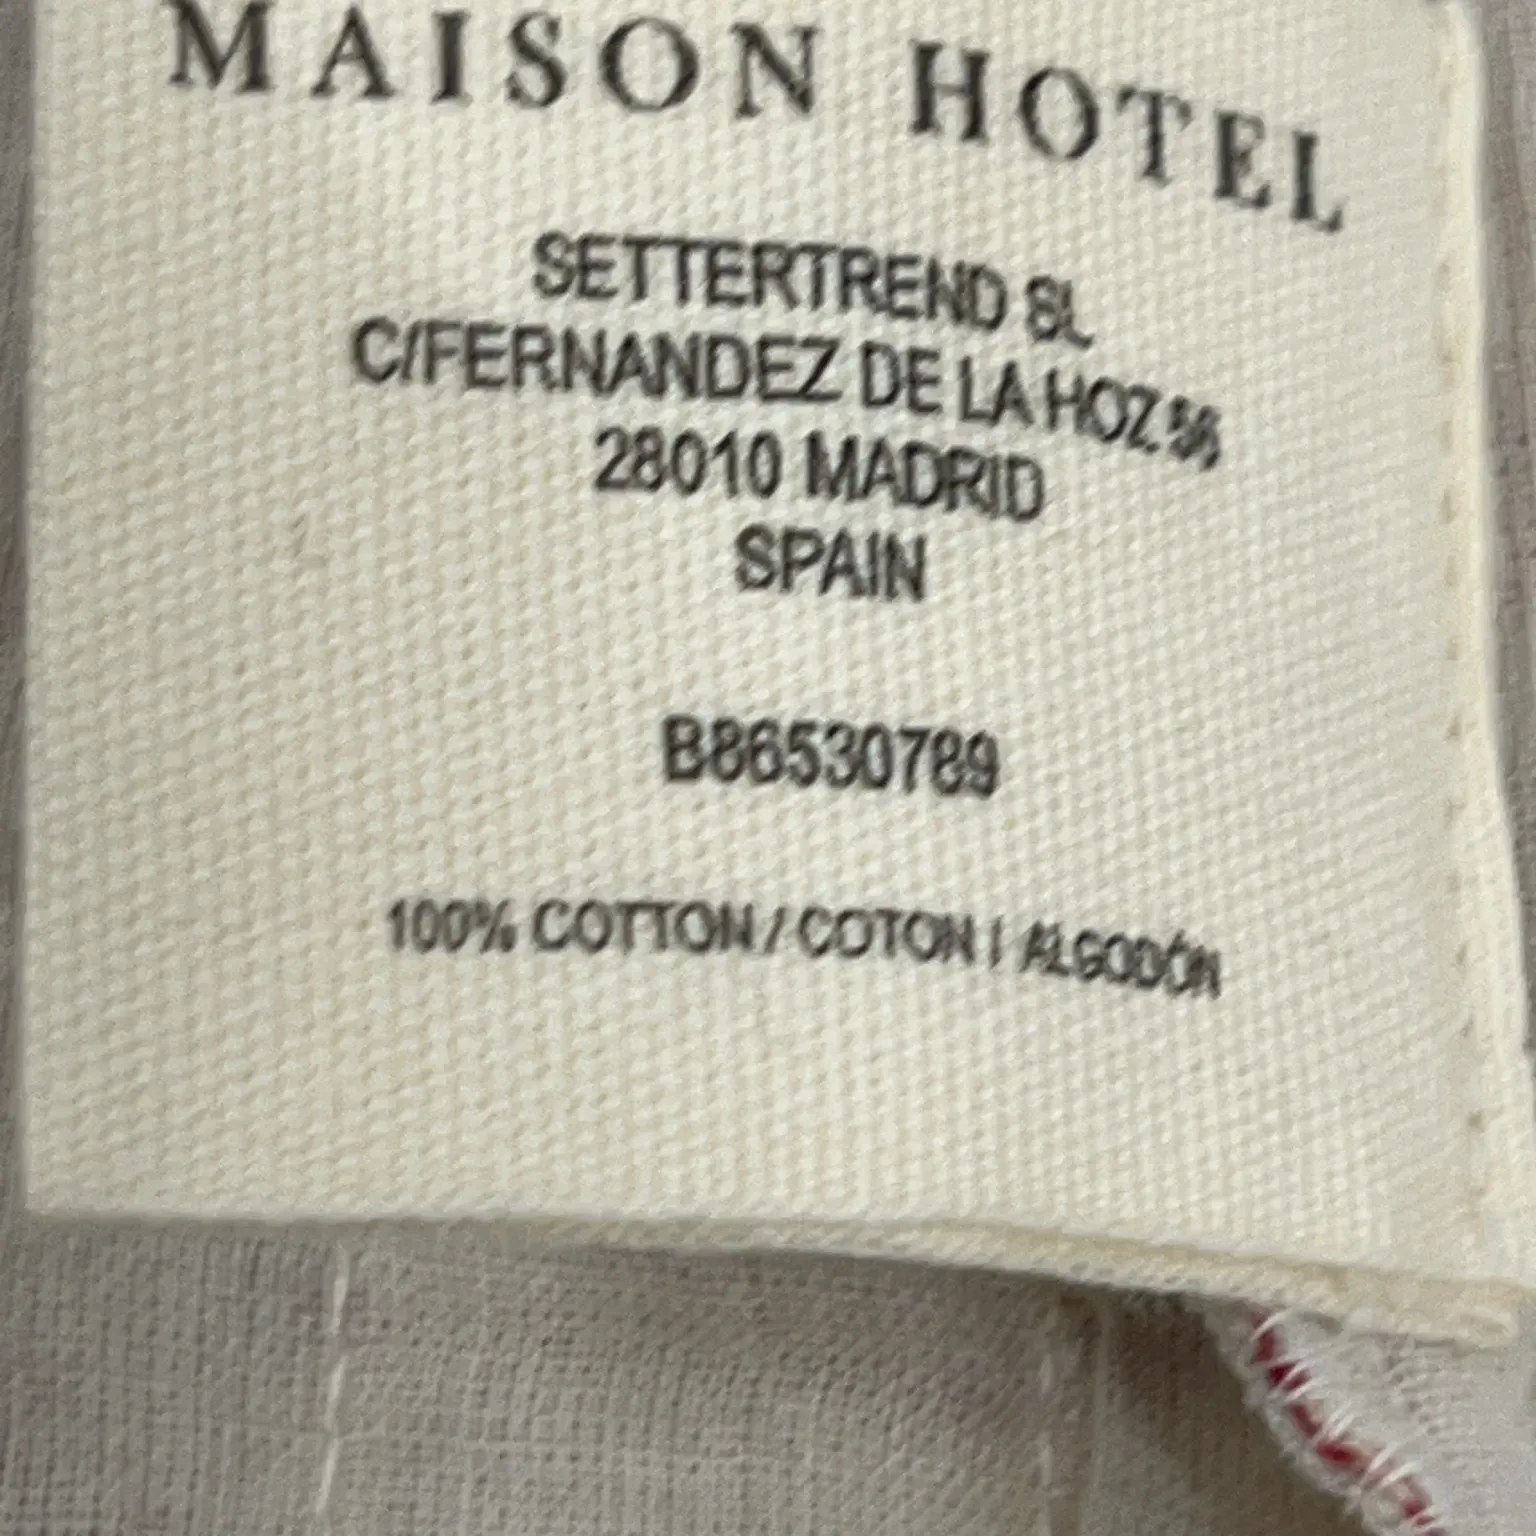 MAISON HOTEL
SETTERTREND SL
C/FERNANDEZ DE LA HOZ 56
28010 MADRID
SPAIN
B86530789
100% COTTON / COTON / ALGODÓN